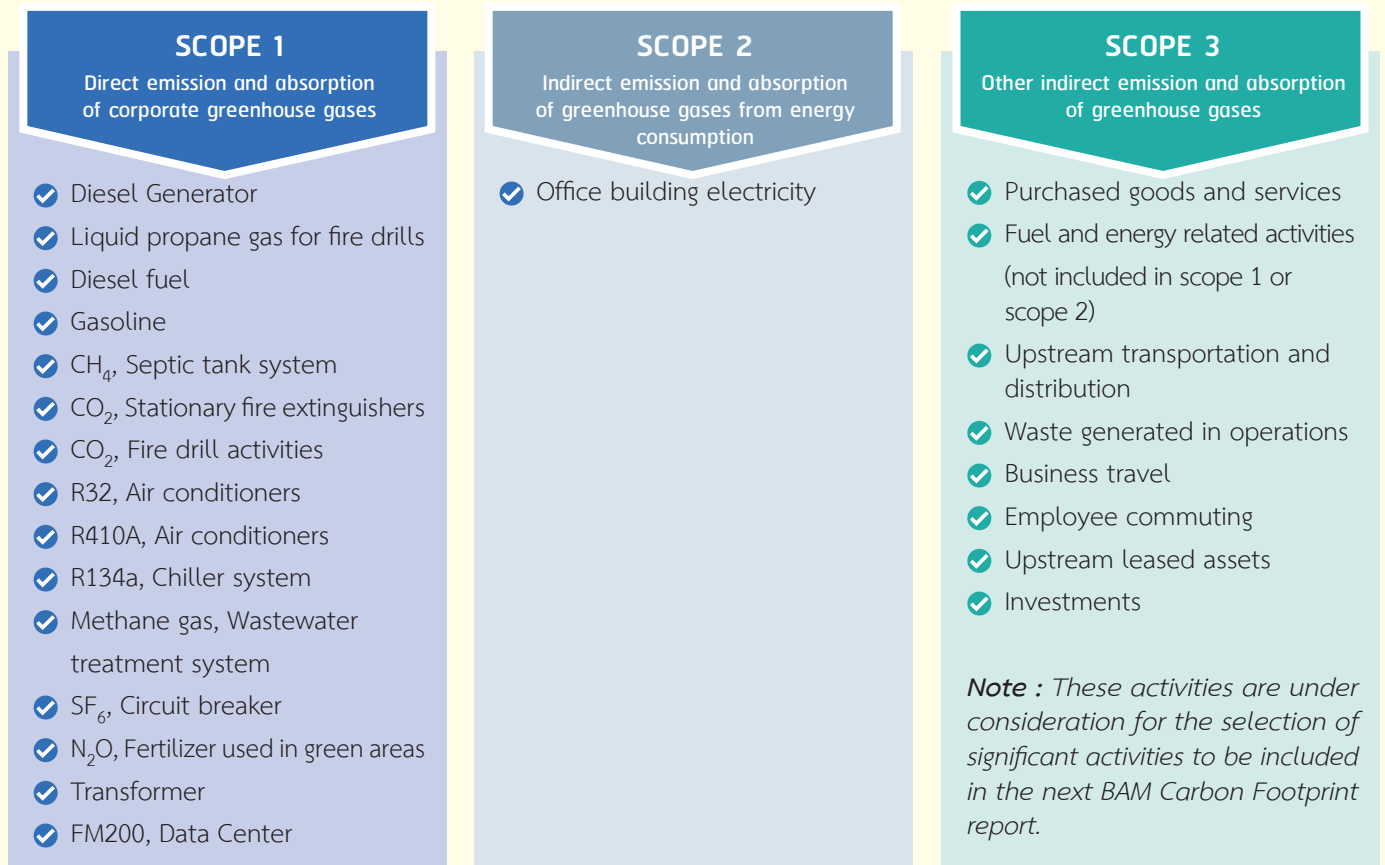 SCOPE 1
Direct emission and absorption
of corporate greenhouse gases
Diesel Generator
Liquid propane gas for fire drills
Diesel fuel
Gasoline
CH₄, Septic tank system
CO₂, Stationary fire extinguishers
CO₂, Fire drill activities
R32, Air conditioners
R410A, Air conditioners
R134a, Chiller system
Methane gas, Wastewater
treatment system
SF₆, Circuit breaker
N₂O, Fertilizer used in green areas
Transformer
FM200, Data Center
SCOPE 2
Indirect emission and absorption
of greenhouse gases from energy
consumption
Office building electricity
SCOPE 3
Other indirect emission and absorption
of greenhouse gases
Purchased goods and services
Fuel and energy related activities
(not included in scope 1 or
scope 2)
Upstream transportation and
distribution
Waste generated in operations
Business travel
Employee commuting
Upstream leased assets
Investments
Note : These activities are under
consideration for the selection of
significant activities to be included
in the next BAM Carbon Footprint
report.